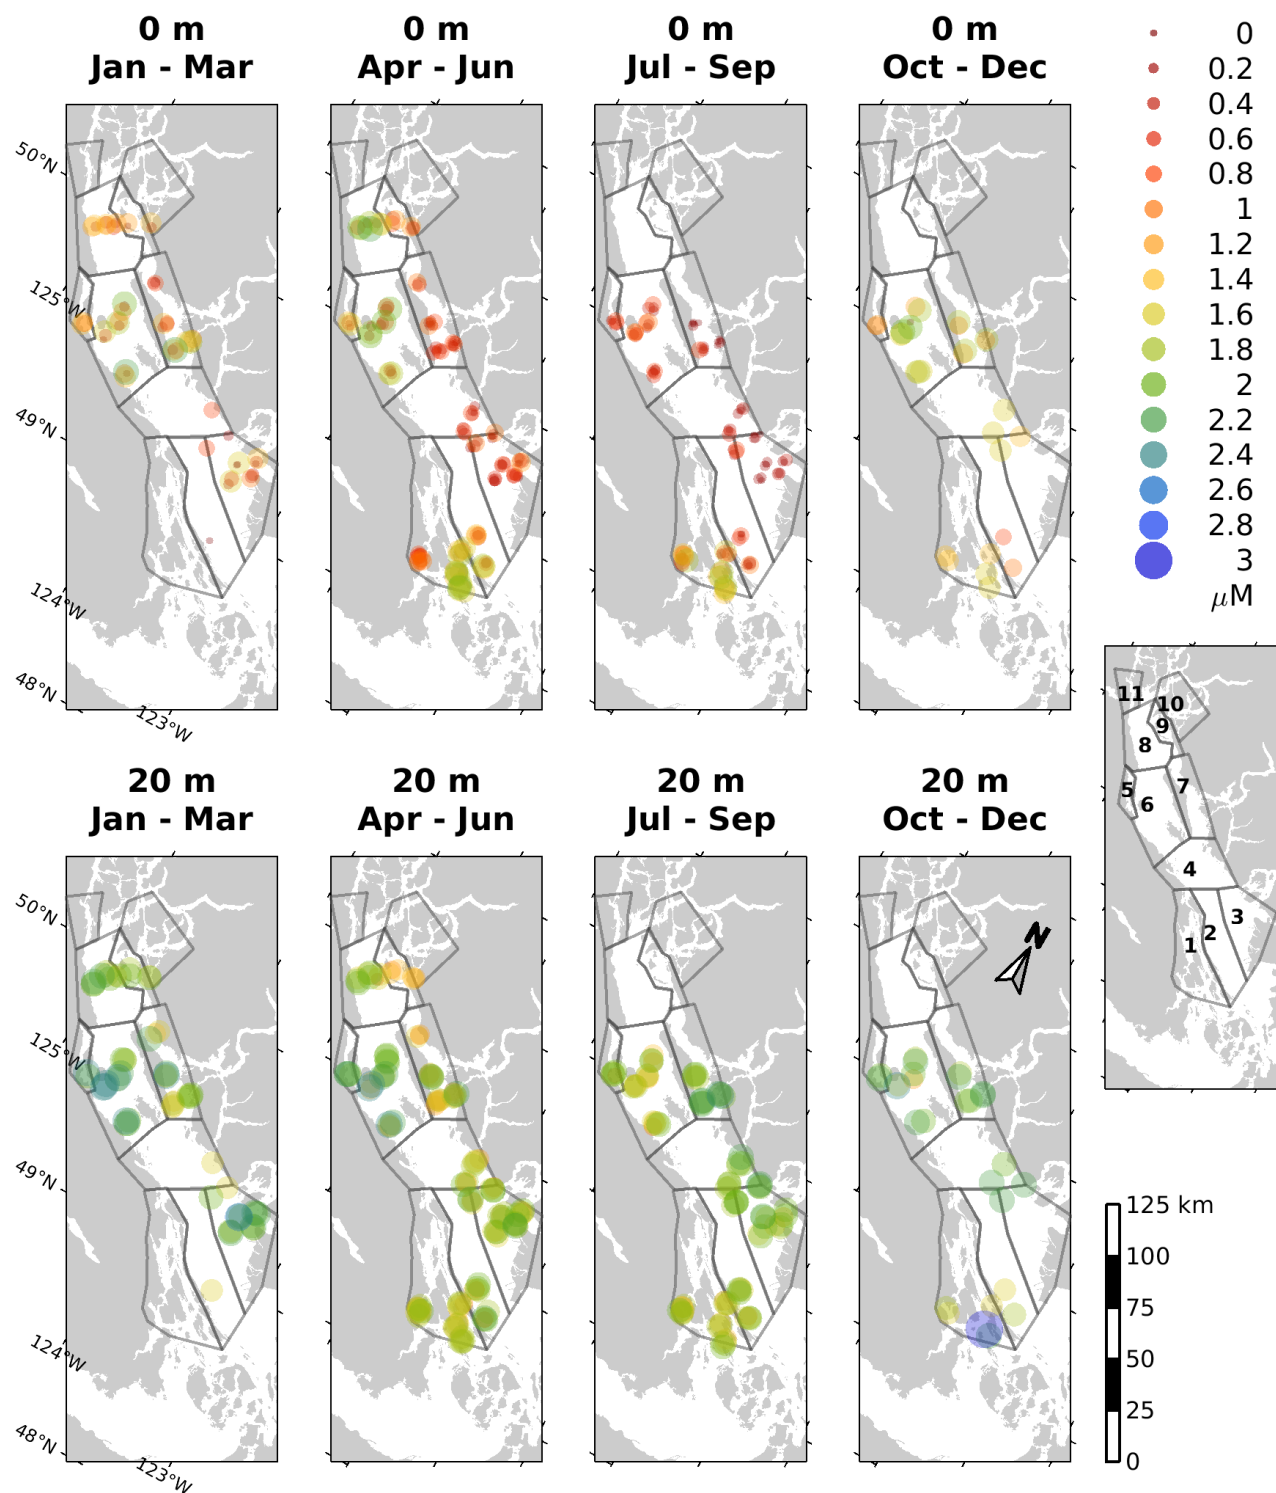 0 m
Jan - Mar
0 m
Apr - Jun
0 m
Jul - Sep
0 m
Oct - Dec
0
0.2
0.4
0.6
0.8
1
1.2
1.4
1.6
1.8
2
2.2
2.4
2.6
2.8
3
μM
50°N
125°W
49°N
124°W
48°N
123°W
11
10
9
8
7
5
6
4
3
2
1
20 m
Jan - Mar
20 m
Apr - Jun
20 m
Jul - Sep
20 m
Oct - Dec
50°N
125°W
49°N
124°W
48°N
123°W
N
125 km
100
75
50
25
0